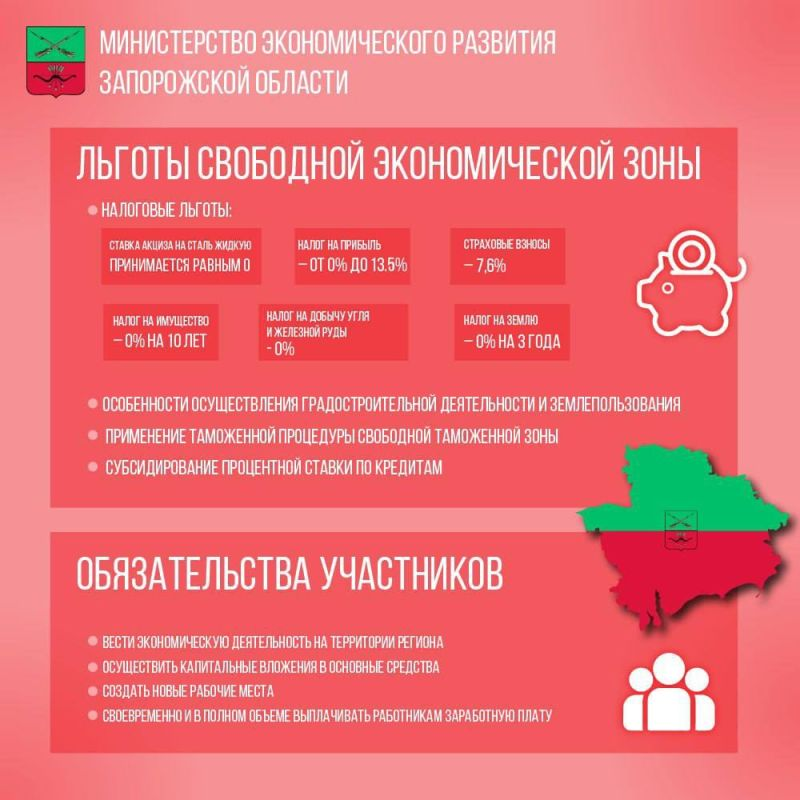 МИНИСТЕРСТВО ЭКОНОМИЧЕСКОГО РАЗВИТИЯ
ЗАПОРОЖСКОЙ ОБЛАСТИ
ЛЬГОТЫ СВОБОДНОЙ ЭКОНОМИЧЕСКОЙ ЗОНЫ
НАЛОГОВЫЕ ЛЬГОТЫ:
СТАВКА АКЦИЗА НА СТАЛЬ ЖИДКУЮ
ПРИНИМАЕТСЯ РАВНЫМ 0
НАЛОГ НА ПРИБЫЛЬ
– ОТ 0% ДО 13.5%
СТРАХОВЫЕ ВЗНОСЫ
– 7,6%
НАЛОГ НА ИМУЩЕСТВО
– 0% НА 10 ЛЕТ
НАЛОГ НА ДОБЫЧУ УГЛЯ
И ЖЕЛЕЗНОЙ РУДЫ
- 0%
НАЛОГ НА ЗЕМЛЮ
– 0% НА 3 ГОДА
ОСОБЕННОСТИ ОСУЩЕСТВЛЕНИЯ ГРАДОСТРОИТЕЛЬНОЙ ДЕЯТЕЛЬНОСТИ И ЗЕМЛЕПОЛЬЗОВАНИЯ
ПРИМЕНЕНИЕ ТАМОЖЕННОЙ ПРОЦЕДУРЫ СВОБОДНОЙ ТАМОЖЕННОЙ ЗОНЫ
СУБСИДИРОВАНИЕ ПРОЦЕНТНОЙ СТАВКИ ПО КРЕДИТАМ
ОБЯЗАТЕЛЬСТВА УЧАСТНИКОВ
ВЕСТИ ЭКОНОМИЧЕСКУЮ ДЕЯТЕЛЬНОСТЬ НА ТЕРРИТОРИИ РЕГИОНА
ОСУЩЕСТВИТЬ КАПИТАЛЬНЫЕ ВЛОЖЕНИЯ В ОСНОВНЫЕ СРЕДСТВА
СОЗДАТЬ НОВЫЕ РАБОЧИЕ МЕСТА
СВОЕВРЕМЕННО И В ПОЛНОМ ОБЪЕМЕ ВЫПЛАЧИВАТЬ РАБОТНИКАМ ЗАРАБОТНУЮ ПЛАТУ